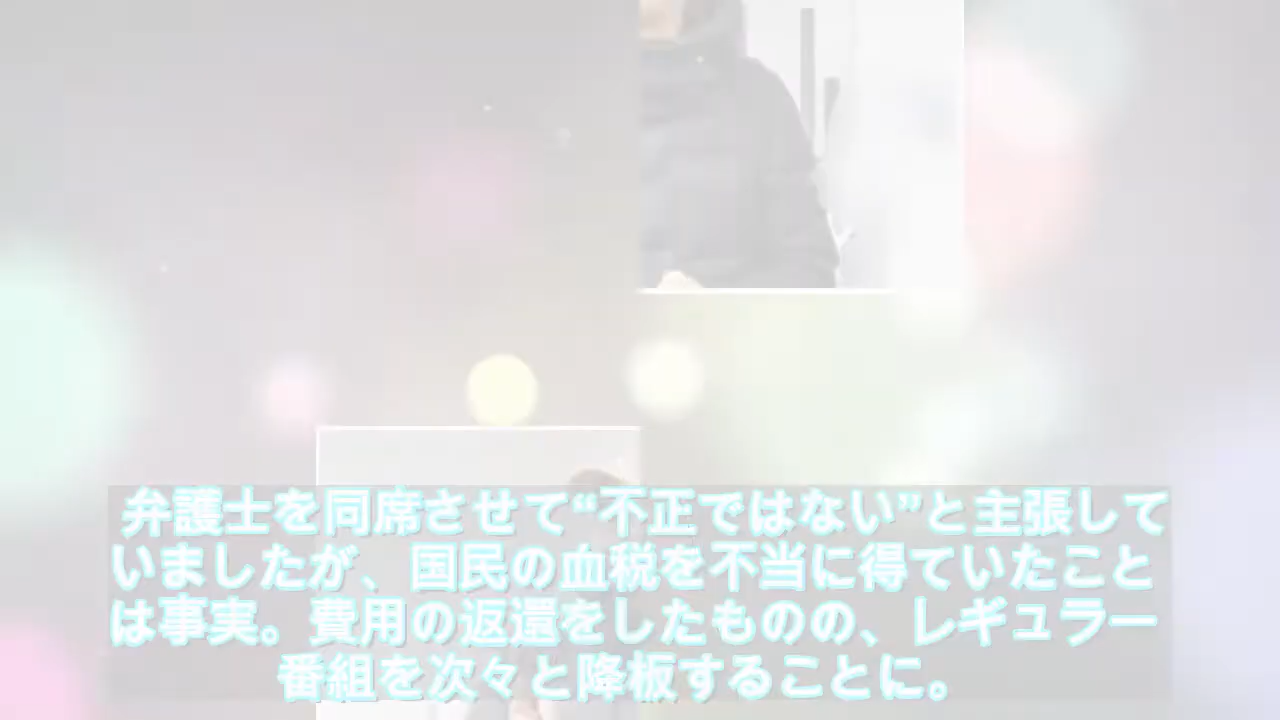 弁護士を同席させて“不正ではない”と主張して
いましたが、国民の血税を不当に得ていたこと
は事実。費用の返還をしたものの、レギュラー
番組を次々と降板することに。